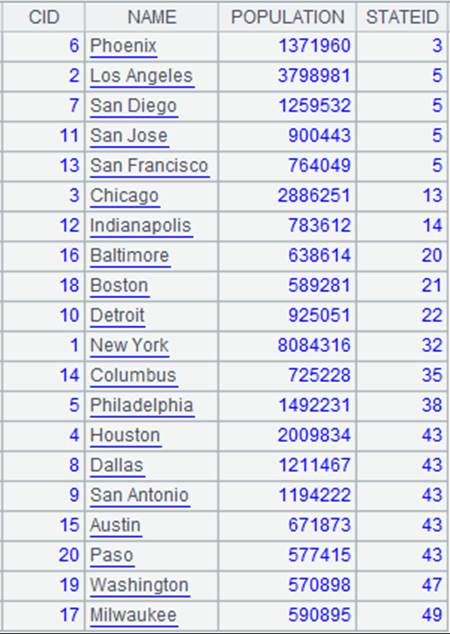 CID NAME POPULATION STATEID
6 Phoenix 1371960 3
2 Los Angeles 3798981 5
7 San Diego 1259532 5
11 San Jose 900443 5
13 San Francisco 764049 5
3 Chicago 2886251 13
12 Indianapolis 783612 14
16 Baltimore 638614 20
18 Boston 589281 21
10 Detroit 925051 22
1 New York 8084316 32
14 Columbus 725228 35
5 Philadelphia 1492231 38
4 Houston 2009834 43
8 Dallas 1211467 43
9 San Antonio 1194222 43
15 Austin 671873 43
20 Paso 577415 43
19 Washington 570898 47
17 Milwaukee 590895 49